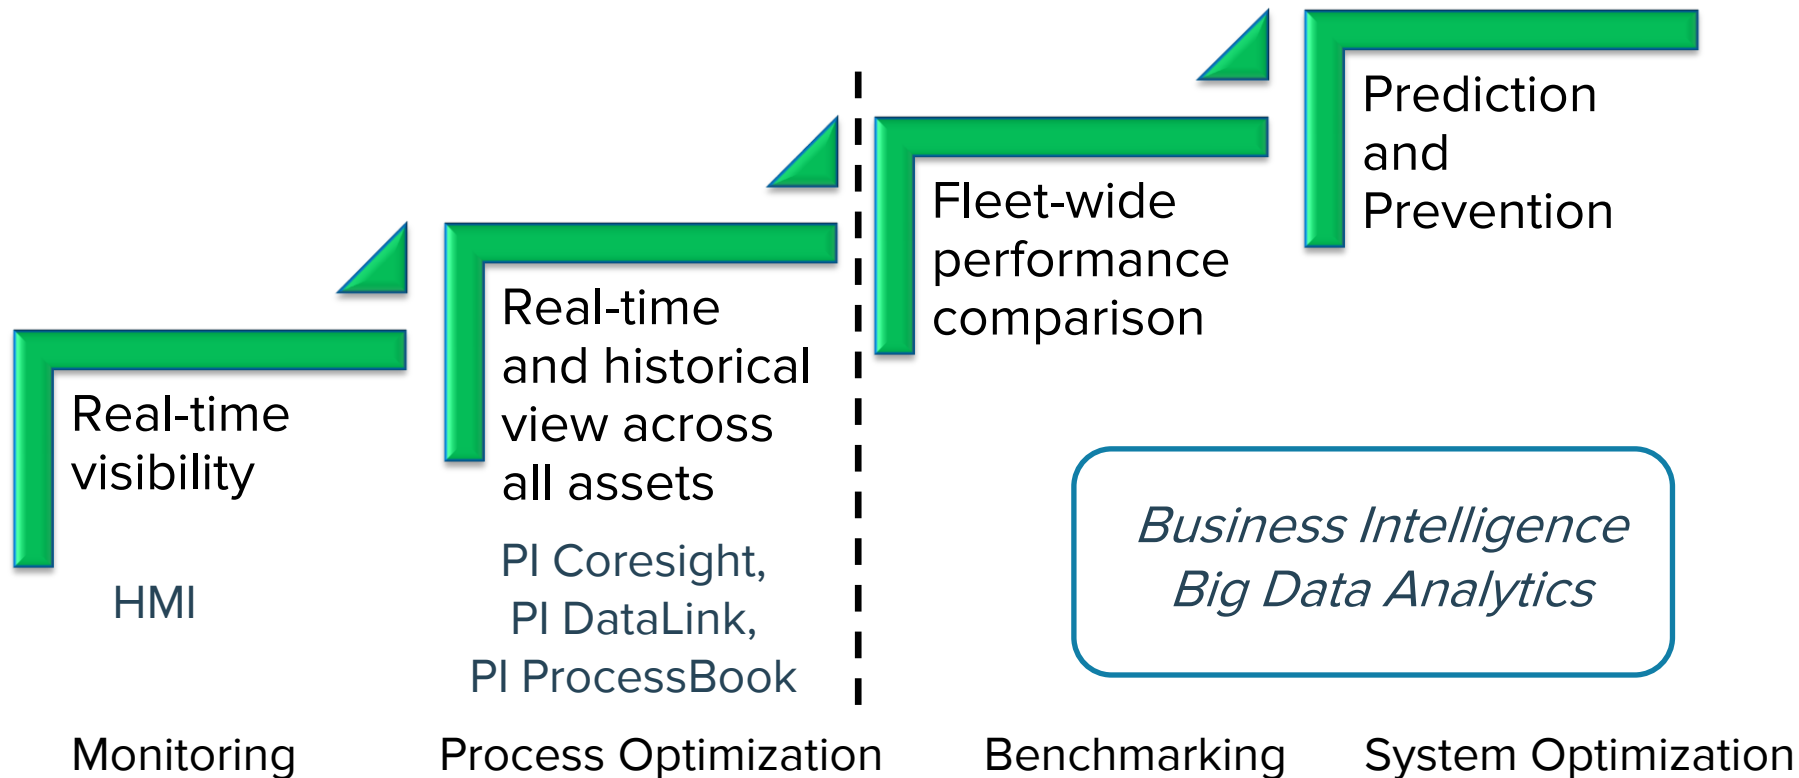 Real-time
visibility
HMI
Monitoring
Real-time
and historical
view across
all assets
PI Coresight,
PI DataLink,
PI ProcessBook
Process Optimization
Fleet-wide
performance
comparison
Benchmarking
Prediction
and
Prevention
System Optimization
Business Intelligence
Big Data Analytics